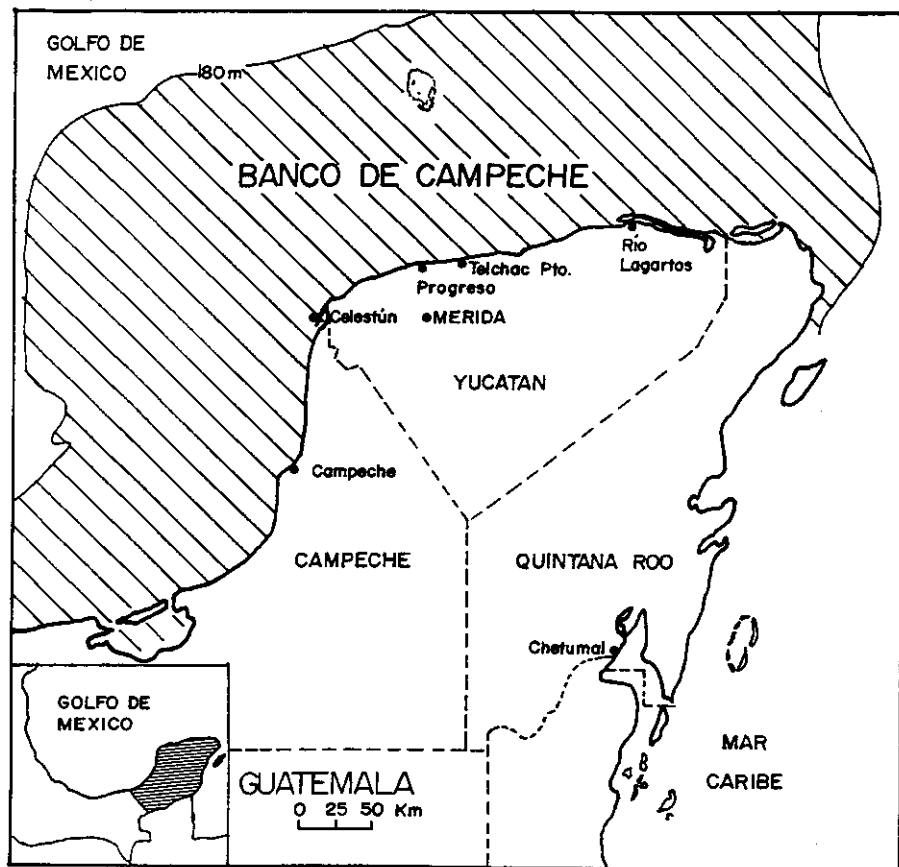 GOLFO DE
MEXICO
180m
BANCO DE CAMPECHE
Río
Lagartos
Telchac Pto.
Progreso
Celestún
MERIDA
YUCATAN
Campeche
CAMPECHE
QUINTANA ROO
Chetumal
GOLFO DE
MEXICO
MAR
CARIBE
GUATEMALA
0 25 50 Km